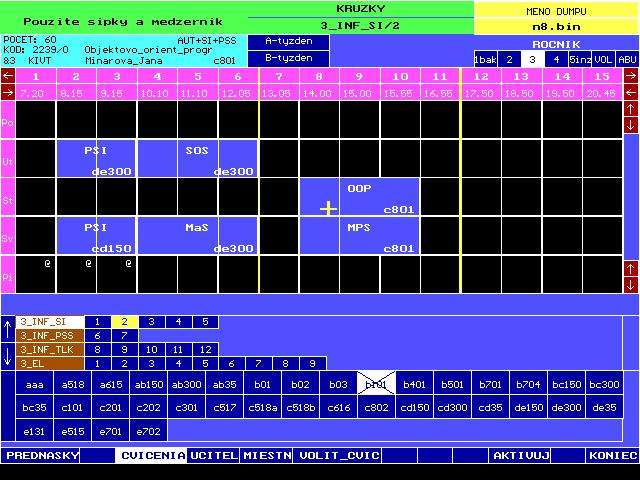 Pouzite sipky a medzernik
KRUZKY
3_INF_SI/2
MENO DUMPU
n8.bin
POCET: 60 AUT+SI+PSS
KOD: 2239/0 Objektovo_orient_progr
&3 KIVT Minarova_Jana c801
A-tyzden
B-tyzden
ROCNIK
1bak 2 3 4 5inz VOL ABU
← 1 2 3 4 5 6 7 8 9 10 11 12 13 14 15 →
→ 7.20 8.15 9.15 10.10 11.10 12.05 13.05 14.00 15.00 15.55 16.55 17.50 18.50 19.50 20.45 ←
Po ↑ ↓
Ut PSI de300 SOS de300
St OOP c801
Sv PSI cd150 MaS de300 MPS c801
Pi @ @ @ ↑ ↓
↑ 3_INF_SI 1 2 3 4 5
3_INF_PSS 6 7
↓ 3_INF_TLK 8 9 10 11 12
3_EL 1 2 3 4 5 6 7 8 9
aaa a518 a615 ab150 ab300 ab35 b01 b02 b03 b101 b401 b501 b701 b704 bc150 bc300
bc35 c101 c201 c202 c301 c517 c518a c518b c616 c802 cd150 cd300 cd35 de150 de300 de35
e131 e515 e701 e702
PREDNASKY CVICENIA UCITEL MIESTN VOLIT_CVIC AKTIVUJ KONIEC